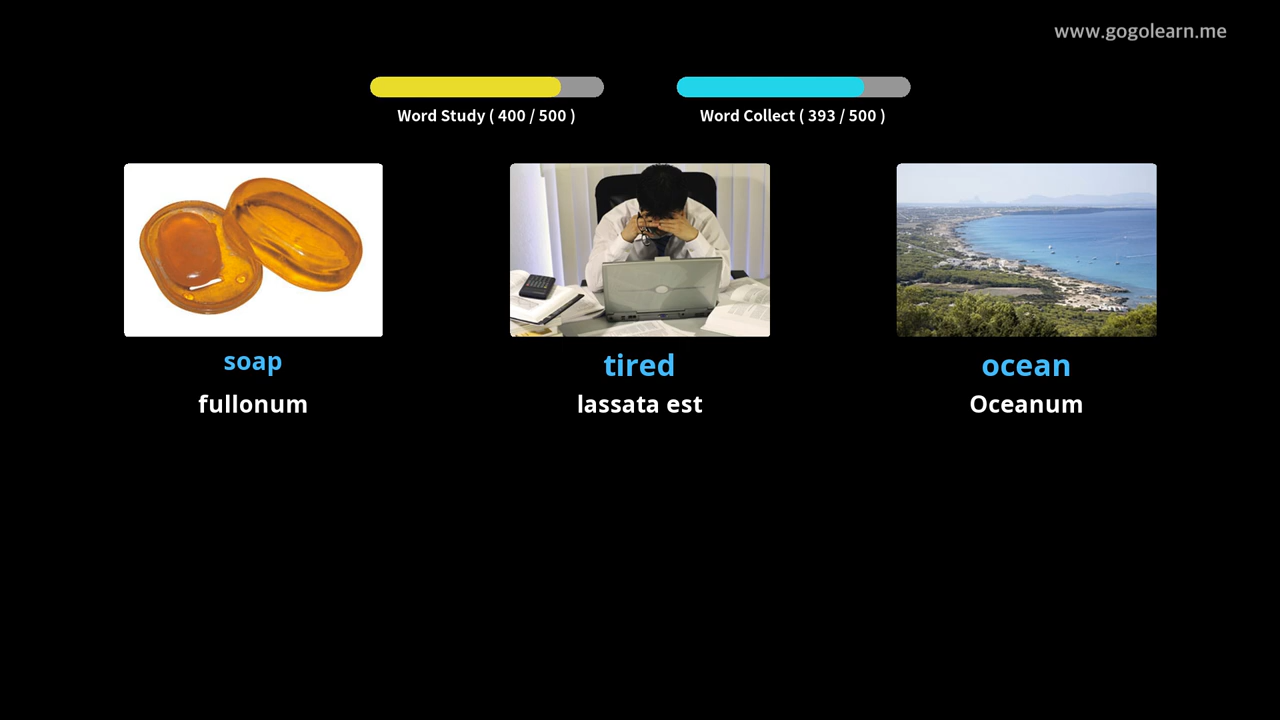 www.gogolearn.me
Word Study ( 400 / 500 )
Word Collect ( 393 / 500 )
soap
fullonum
tired
lassata est
ocean
Oceanum